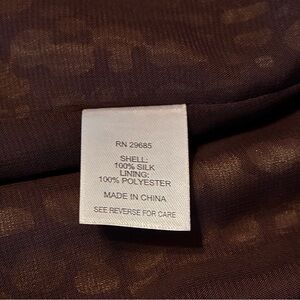 RN 29685
SHELL:
100% SILK
LINING:
100% POLYESTER
MADE IN CHINA
SEE REVERSE FOR CARE